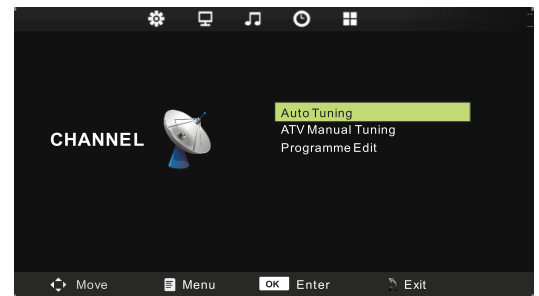 CHANNEL
Auto Tuning
ATV Manual Tuning
Programme Edit
Move Menu OK Enter Exit